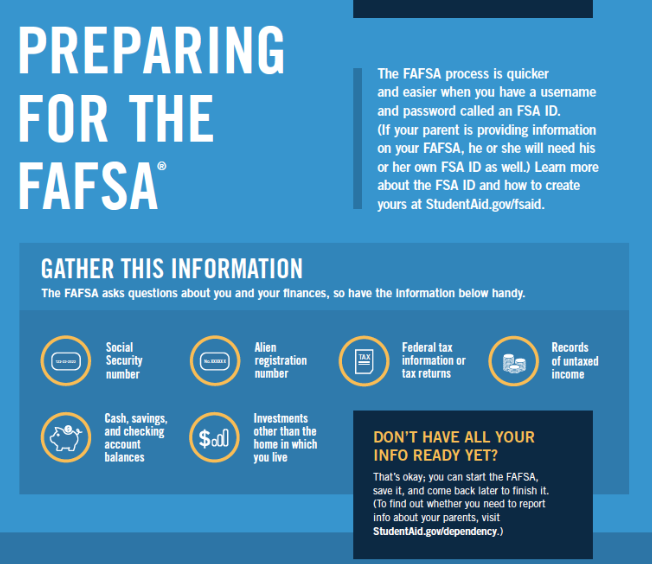 PREPARING
FOR THE
FAFSA®
The FAFSA process is quicker
and easier when you have a username
and password called an FSA ID.
(If your parent is providing information
on your FAFSA, he or she will need his
or her own FSA ID as well.) Learn more
about the FSA ID and how to create
yours at StudentAid.gov/fsaid.
GATHER THIS INFORMATION
The FAFSA asks questions about you and your finances, so have the information below handy.
Social
Security
number
No.XXXXXX
Alien
registration
number
TAX
Federal tax
information or
tax returns
Records
of untaxed
income
Cash, savings,
and checking
account
balances
$
Investments
other than the
home in which
you live
DON'T HAVE ALL YOUR
INFO READY YET?
That's okay; you can start the FAFSA,
save it, and come back later to finish it.
(To find out whether you need to report
info about your parents, visit
StudentAid.gov/dependency.)